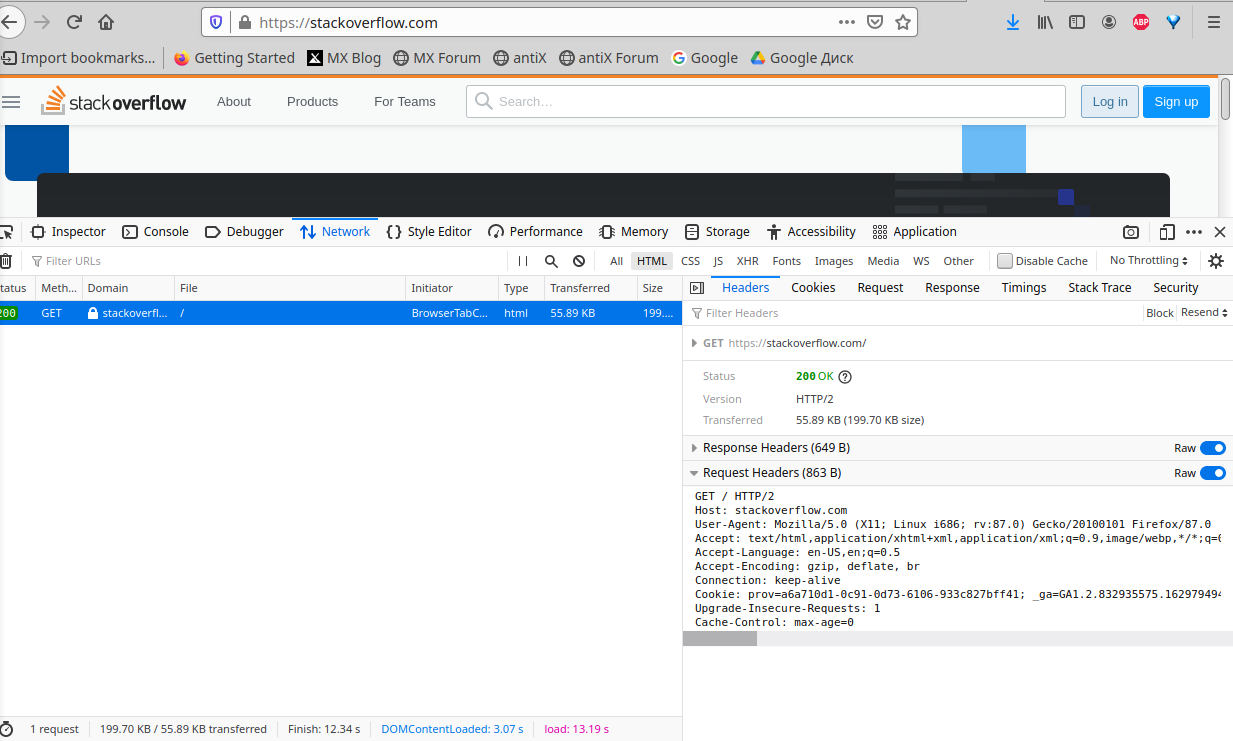 https://stackoverflow.com
Import bookmarks... Getting Started MX Blog MX Forum antiX antiX Forum Google Google Диск
ABP
stackoverflow About Products For Teams Search... Log in Sign up
Inspector Console Debugger Network Style Editor Performance Memory Storage Accessibility Application
Filter URLs All HTML CSS JS XHR Fonts Images Media WS Other Disable Cache No Throttling
tatus Meth... Domain File Initiator Type Transferred Size
200 GET stackoverfl... / BrowserTabC... html 55.89 KB 199....
Headers Cookies Request Response Timings Stack Trace Security
Filter Headers Block Resend
GET https://stackoverflow.com/
Status 200 OK
Version HTTP/2
Transferred 55.89 KB (199.70 KB size)
Response Headers (649 B) Raw
Request Headers (863 B) Raw
GET / HTTP/2
Host: stackoverflow.com
User-Agent: Mozilla/5.0 (X11; Linux i686; rv:87.0) Gecko/20100101 Firefox/87.0
Accept: text/html,application/xhtml+xml,application/xml;q=0.9,image/webp,*/*;q=
Accept-Language: en-US,en;q=0.5
Accept-Encoding: gzip, deflate, br
Connection: keep-alive
Cookie: prov=a6a710d1-0c91-0d73-6106-933c827bff41; _ga=GA1.2.832935575.162979494
Upgrade-Insecure-Requests: 1
Cache-Control: max-age=0
1 request 199.70 KB / 55.89 KB transferred Finish: 12.34 s DOMContentLoaded: 3.07 s load: 13.19 s